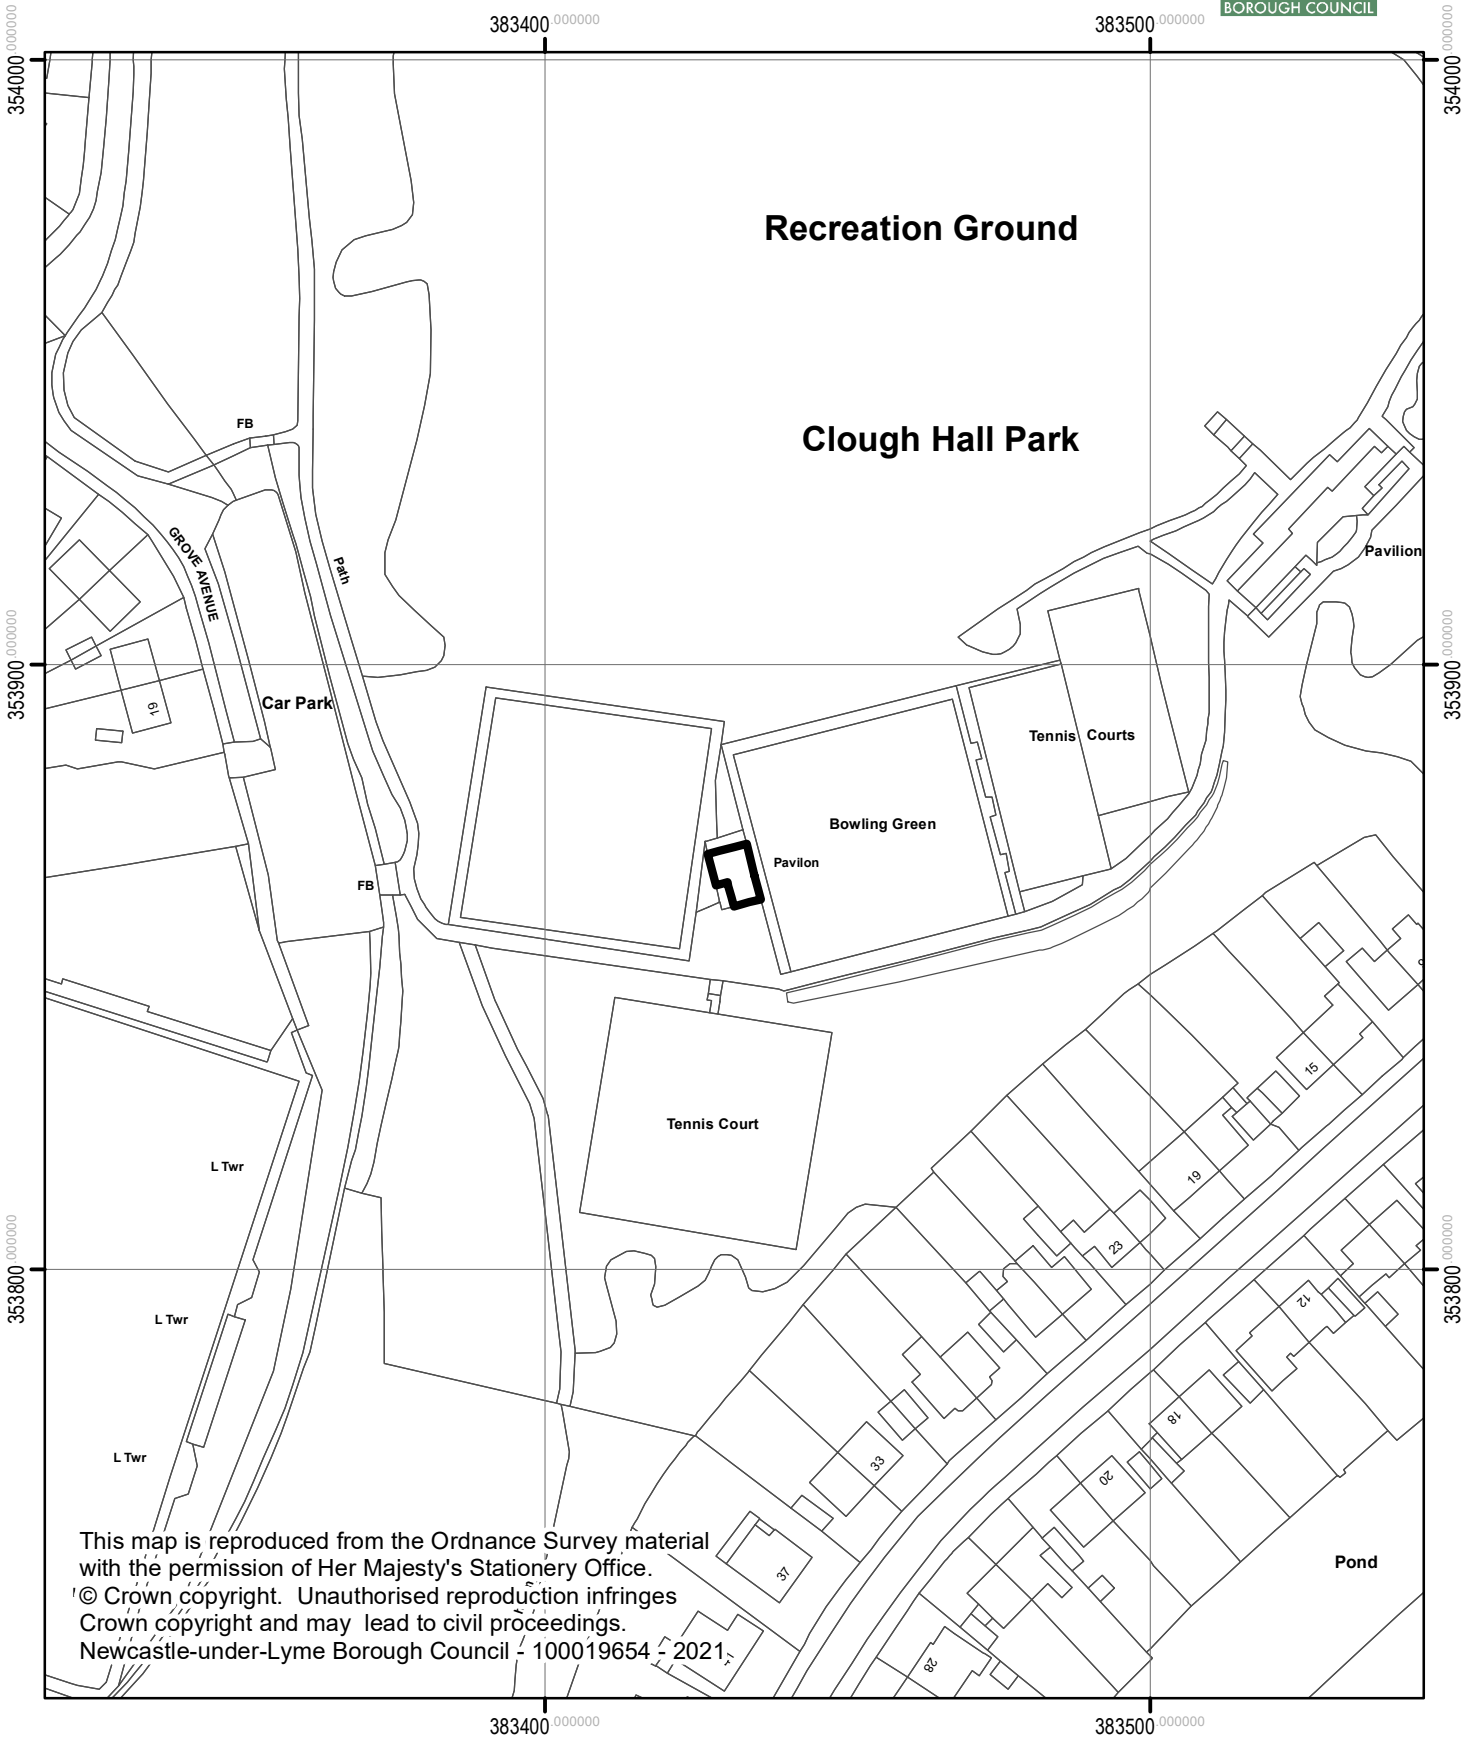 BOROUGH COUNCIL
383400.000000
383500.000000
354000.000000
354000.000000
Recreation Ground
FB
Clough Hall Park
GROVE AVENUE
Path
Pavilion
353900.000000
353900.000000
19
Car Park
Tennis Courts
Bowling Green
Pavilon
FB
15
Tennis Court
L Twr
19
23
353800.000000
353800.000000
12
L Twr
18
33
20
L Twr
37
Pond
This map is reproduced from the Ordnance Survey material
with the permission of Her Majesty's Stationery Office.
© Crown copyright. Unauthorised reproduction infringes
Crown copyright and may lead to civil proceedings.
Newcastle-under-Lyme Borough Council - 100019654 - 2021.
28
383400.000000
383500.000000